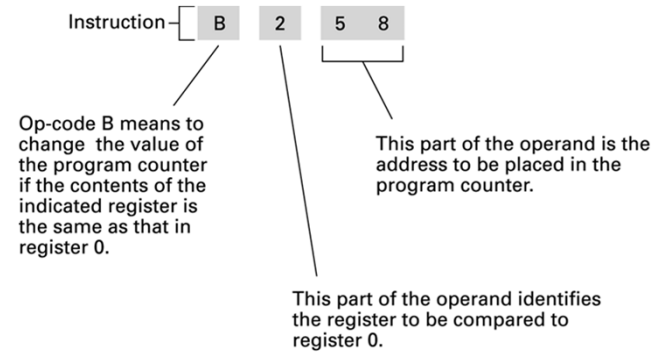 Instruction
B 2 5 8
Op-code B means to
change the value of
the program counter
if the contents of the
indicated register is
the same as that in
register 0.
This part of the operand is the
address to be placed in the
program counter.
This part of the operand identifies
the register to be compared to
register 0.